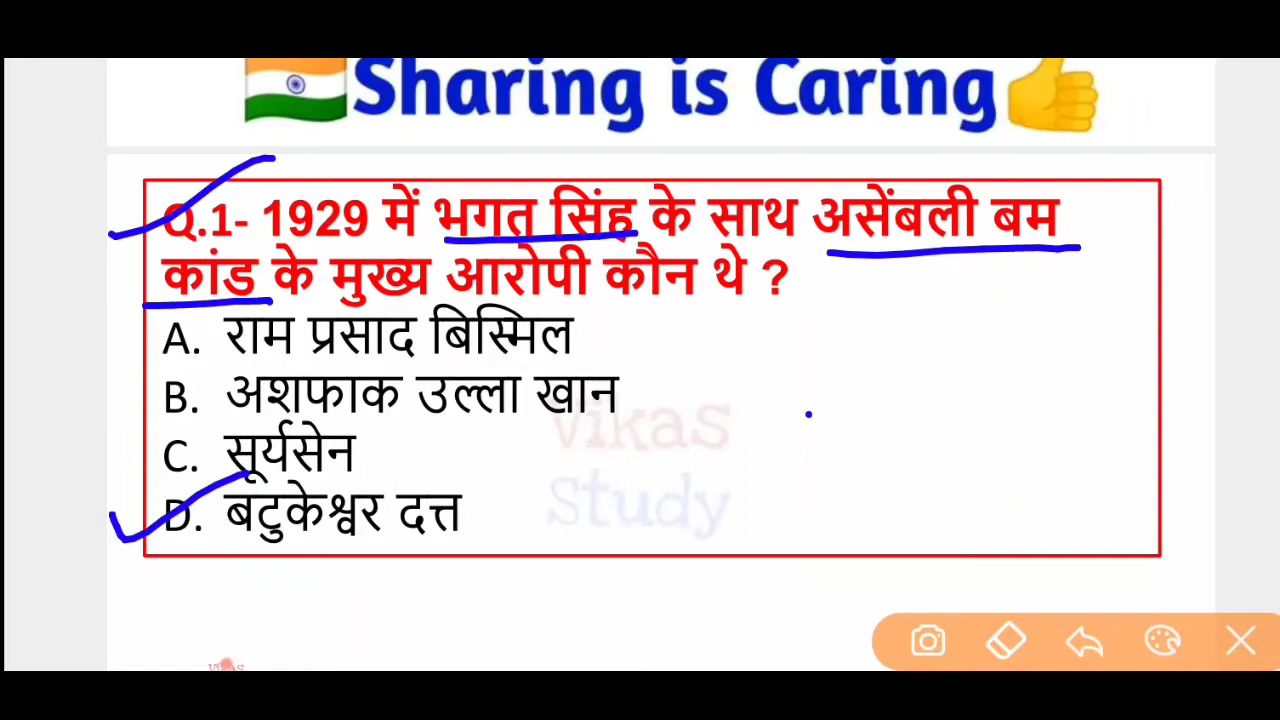 Sharing is Caring
Q.1- 1929 में भगत सिंह के साथ असेंबली बम
कांड के मुख्य आरोपी कौन थे ?
A. राम प्रसाद बिस्मिल
B. अशफाक उल्ला खान
C. सूर्यसेन
D. बटुकेश्वर दत्त
Vikas
Study